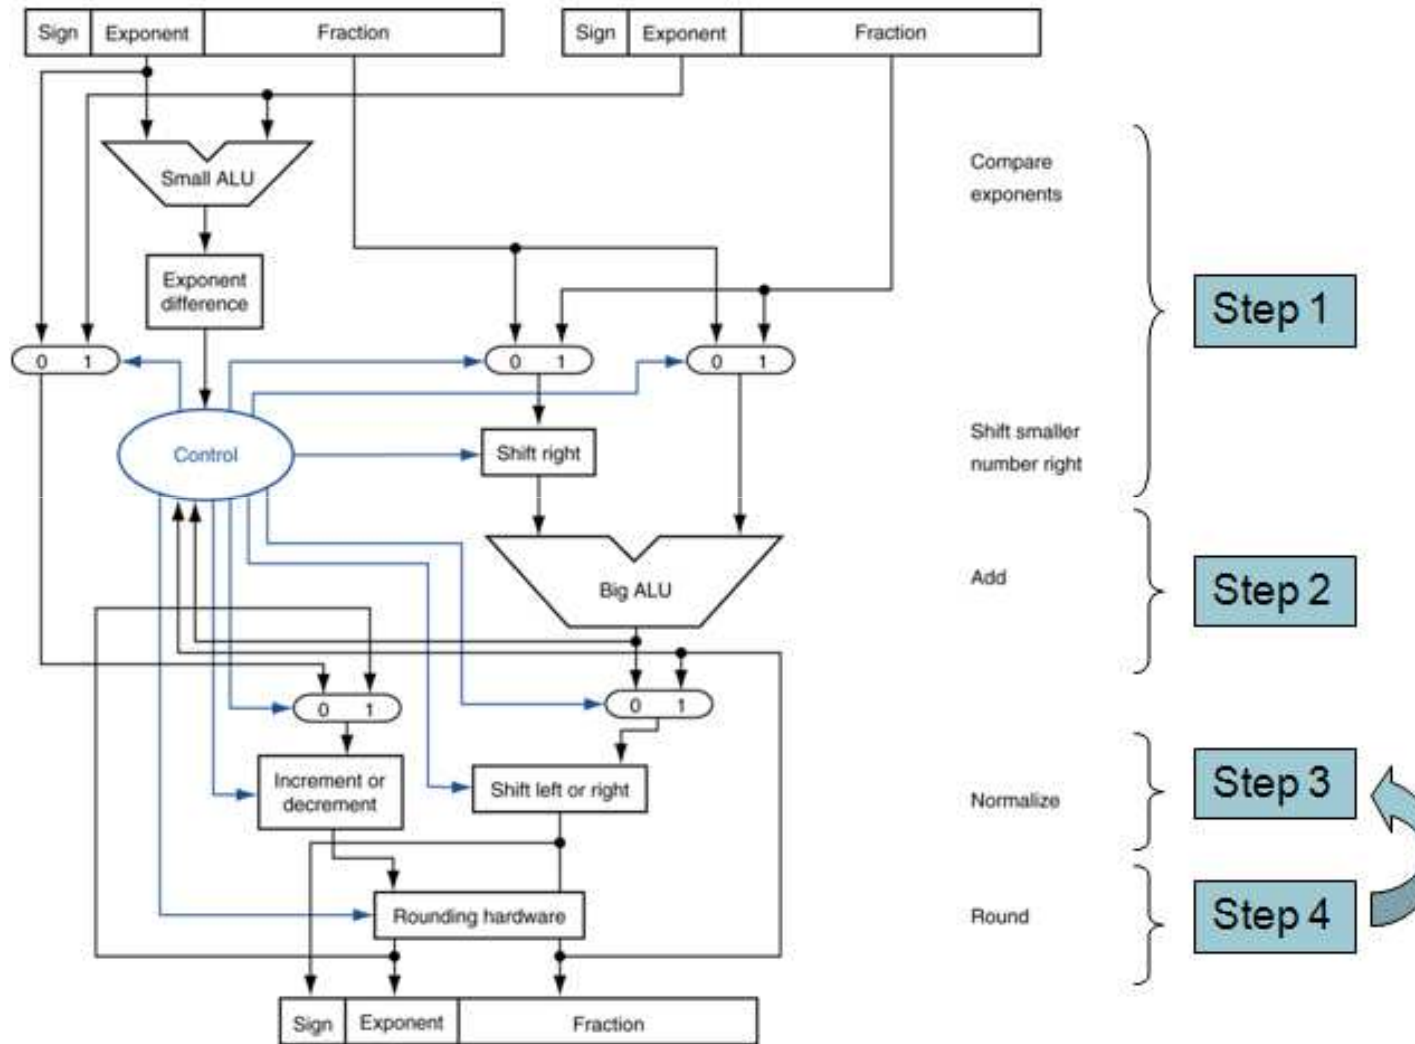 Sign Exponent Fraction
Sign Exponent Fraction
Small ALU
Compare
exponents
Exponent
difference
Step 1
0 1
0 1
0 1
Control
Shift right
Shift smaller
number right
Add
Big ALU
Step 2
0 1
0 1
Increment or
decrement
Shift left or right
Normalize
Step 3
Rounding hardware
Round
Step 4
Sign Exponent Fraction